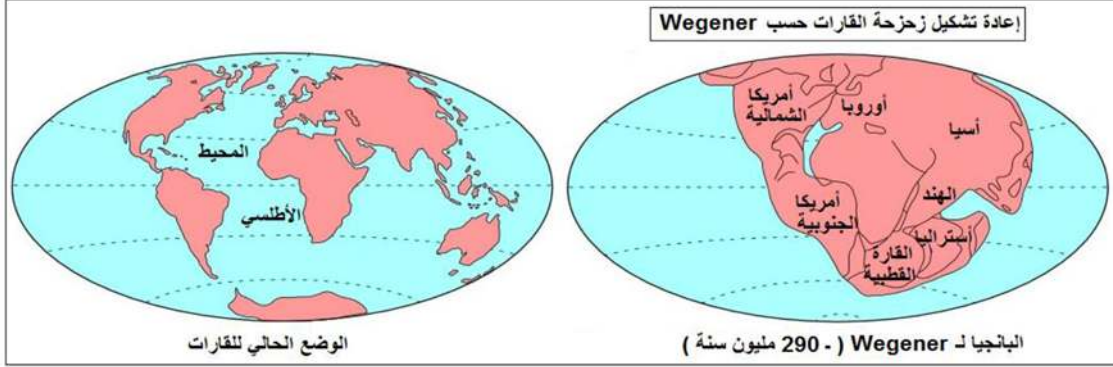 إعادة تشكيل زحزحة القارات حسب Wegener
أمريكا
الشمالية
أوروبا
أسيا
الهند
أمريكا
الجنوبية
أستراليا
القارة
القطبية
البانجيا لـ Wegener ( - 290 مليون سنة )
المحيط
الأطلسي
الوضع الحالي للقارات